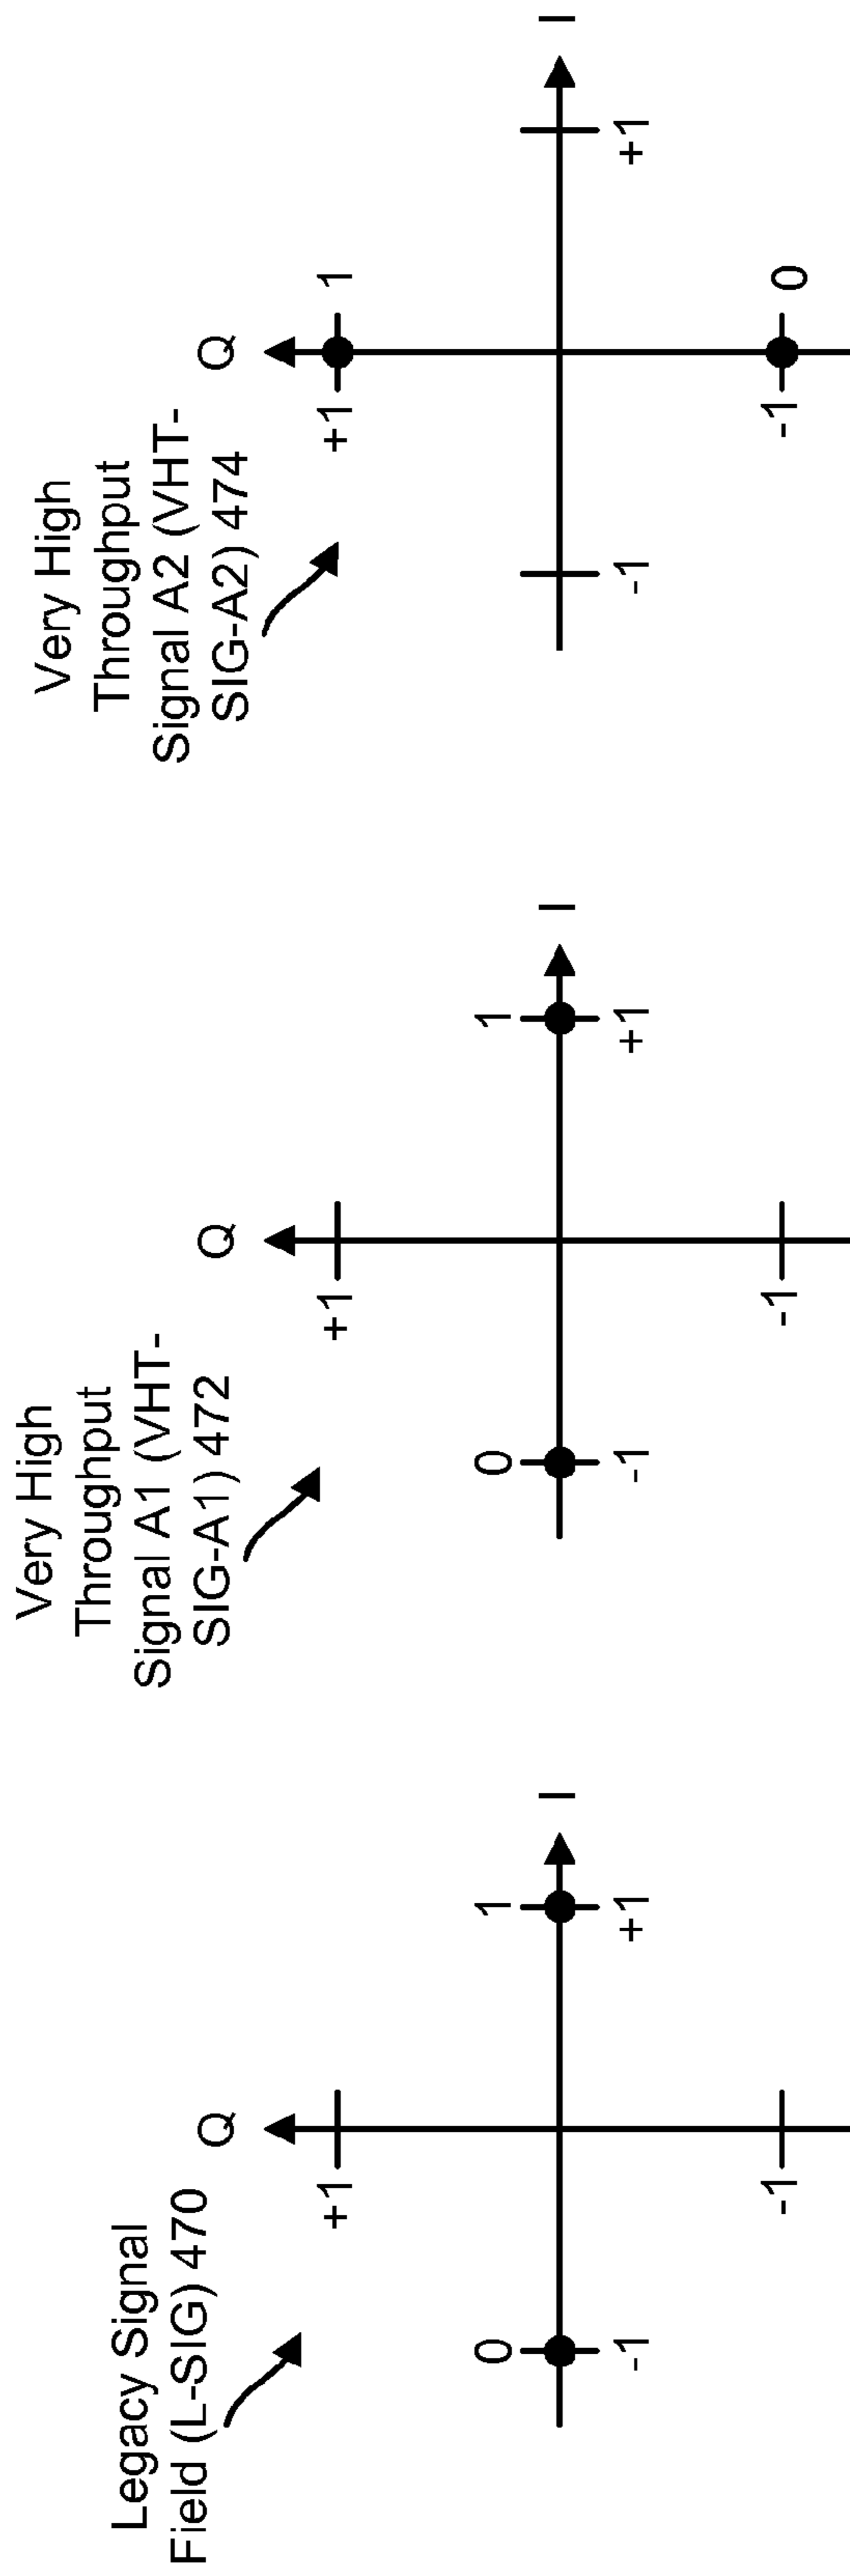 Legacy Signal
Field (L-SIG) 470
Q
+1
0
1
I
-1
+1
-1
Very High
Throughput
Signal A1 (VHT-
SIG-A1) 472
Q
+1
0
1
I
-1
+1
-1
Very High
Throughput
Signal A2 (VHT-
SIG-A2) 474
Q
+1
1
I
-1
+1
-1
0